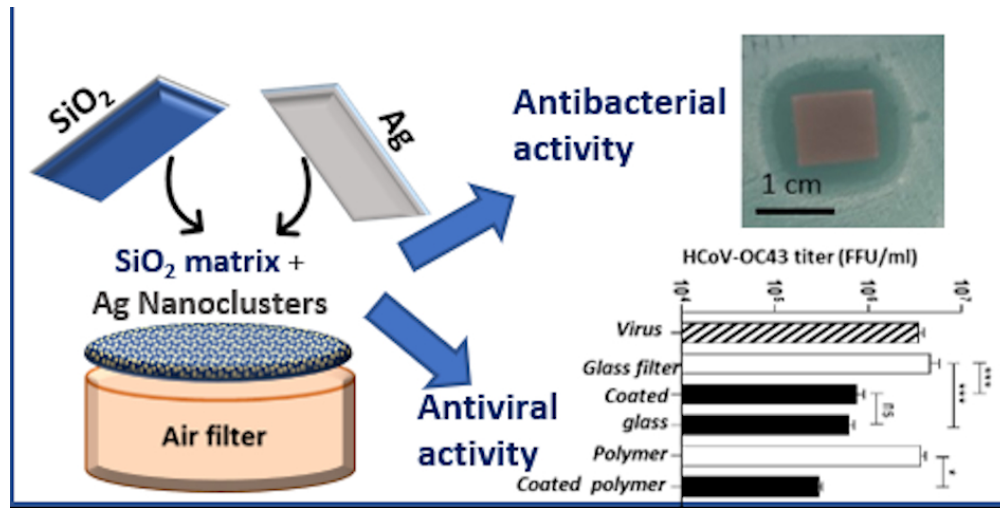 SiO₂
Ag
SiO₂ matrix +
Ag Nanoclusters
Air filter
Antibacterial
activity
Antiviral
activity
1 cm
HCoV-OC43 titer (FFU/ml)
10⁴ 10⁵ 10⁶ 10⁷
Virus
Glass filter
Coated
glass
Polymer
Coated polymer
***
***
ns
*